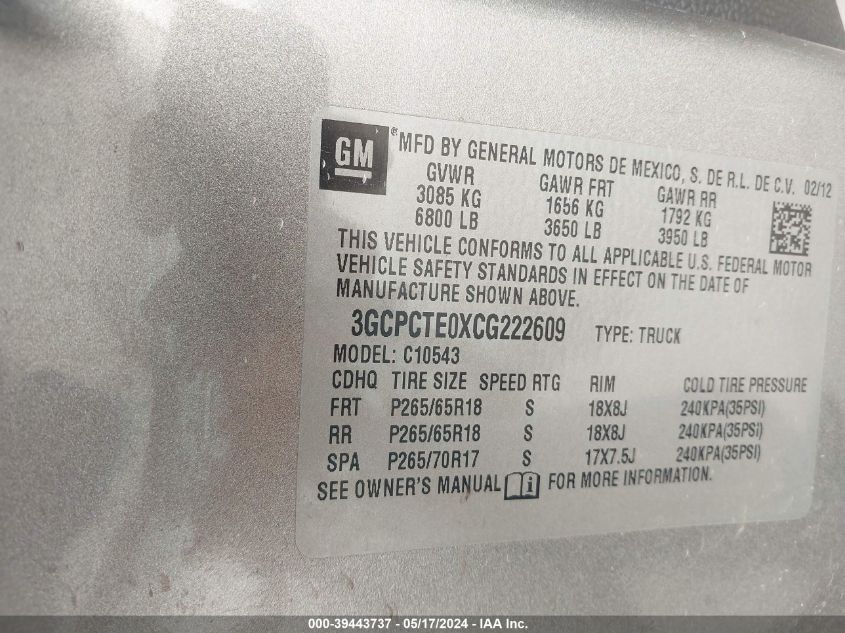 GM
® MFD BY GENERAL MOTORS DE MEXICO, S. DE R.L. DE C.V. 02/12
GVWR GAWR FRT GAWR RR
3085 KG 1656 KG 1792 KG
6800 LB 3650 LB 3950 LB
THIS VEHICLE CONFORMS TO ALL APPLICABLE U.S. FEDERAL MOTOR
VEHICLE SAFETY STANDARDS IN EFFECT ON THE DATE OF
MANUFACTURE SHOWN ABOVE.
3GCPCTE0XCG222609 TYPE: TRUCK
MODEL: C10543
CDHQ TIRE SIZE SPEED RTG RIM COLD TIRE PRESSURE
FRT P265/65R18 S 18X8J 240KPA(35PSI)
RR P265/65R18 S 18X8J 240KPA(35PSI)
SPA P265/70R17 S 17X7.5J 240KPA(35PSI)
SEE OWNER'S MANUAL i FOR MORE INFORMATION.
000-39443737 - 05/17/2024 - IAA Inc.